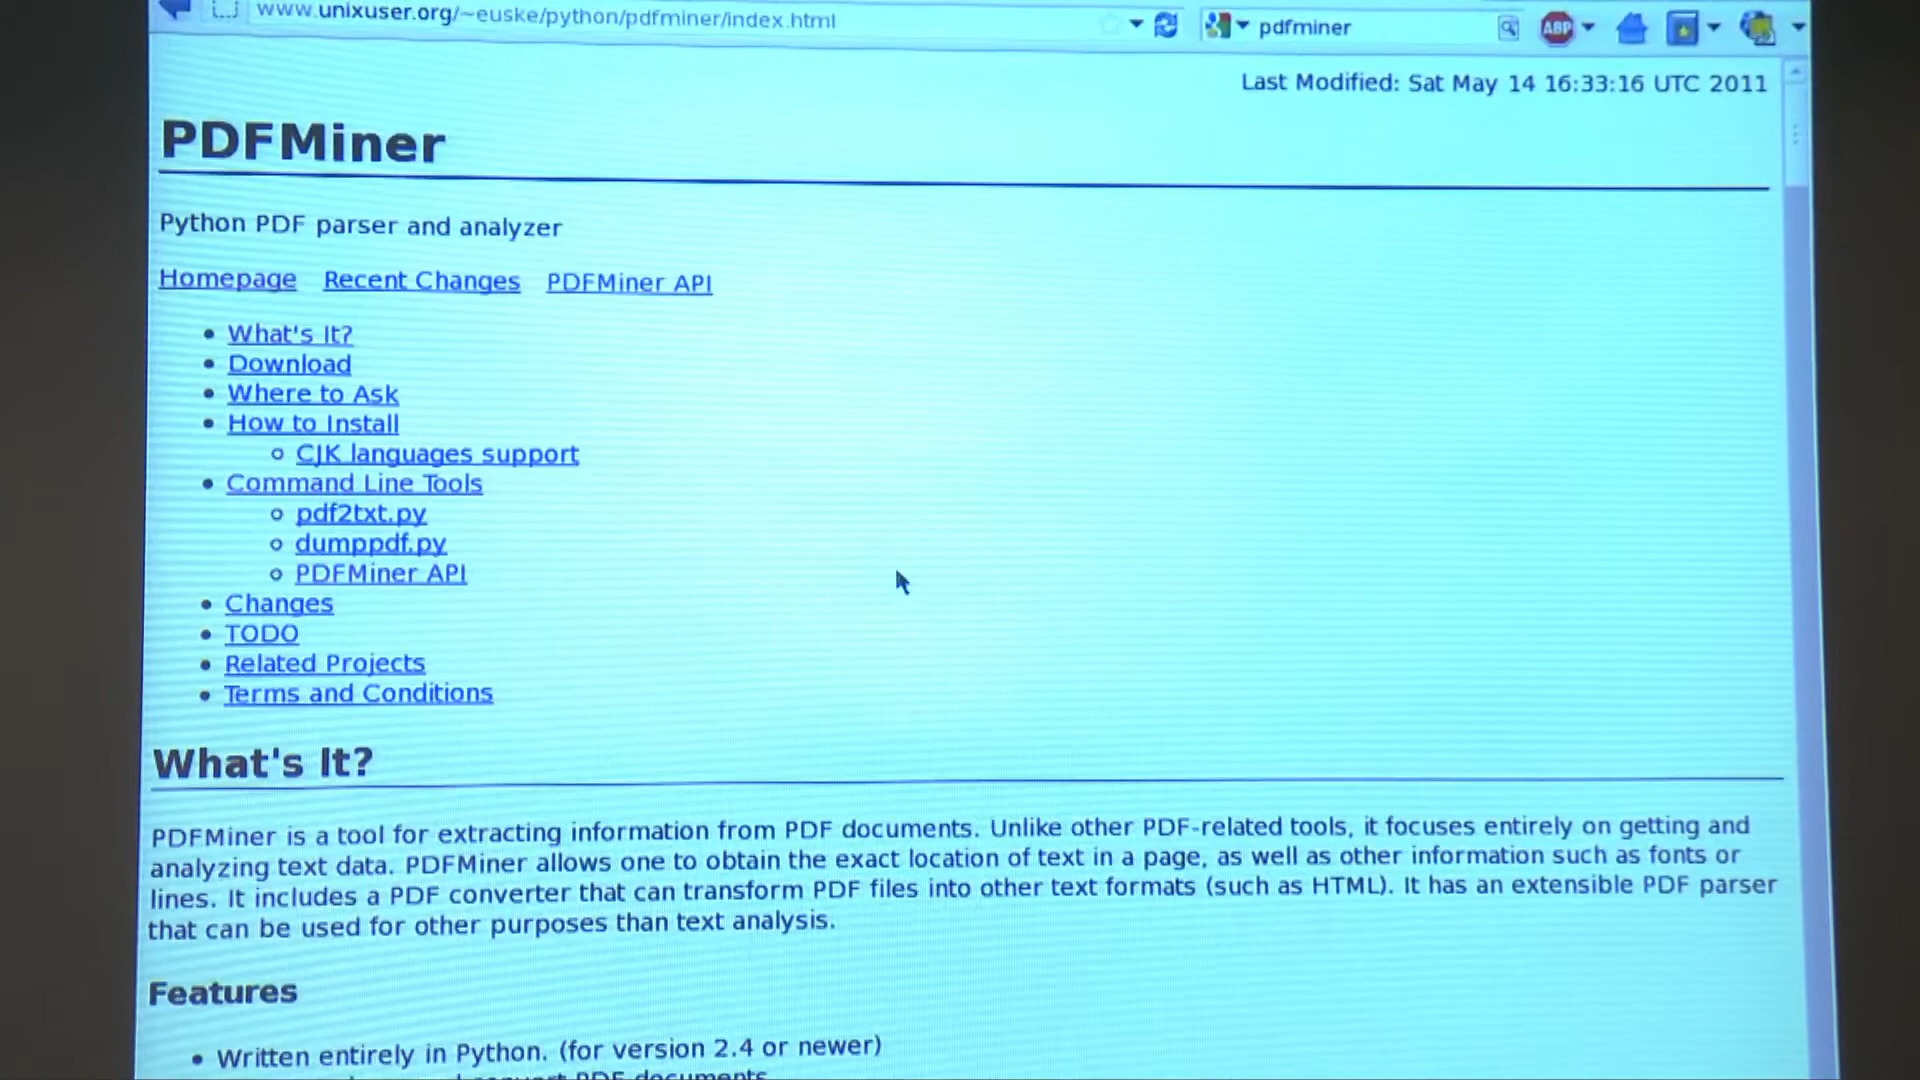 www.unixuser.org/~euske/python/pdfminer/index.html
pdfminer
ABP
Last Modified: Sat May 14 16:33:16 UTC 2011
PDFMiner
Python PDF parser and analyzer
Homepage Recent Changes PDFMiner API
What's It?
Download
Where to Ask
How to Install
CJK languages support
Command Line Tools
pdf2txt.py
dumppdf.py
PDFMiner API
Changes
TODO
Related Projects
Terms and Conditions
What's It?
PDFMiner is a tool for extracting information from PDF documents. Unlike other PDF-related tools, it focuses entirely on getting and
analyzing text data. PDFMiner allows one to obtain the exact location of text in a page, as well as other information such as fonts or
lines. It includes a PDF converter that can transform PDF files into other text formats (such as HTML). It has an extensible PDF parser
that can be used for other purposes than text analysis.
Features
Written entirely in Python. (for version 2.4 or newer)
PDF documents